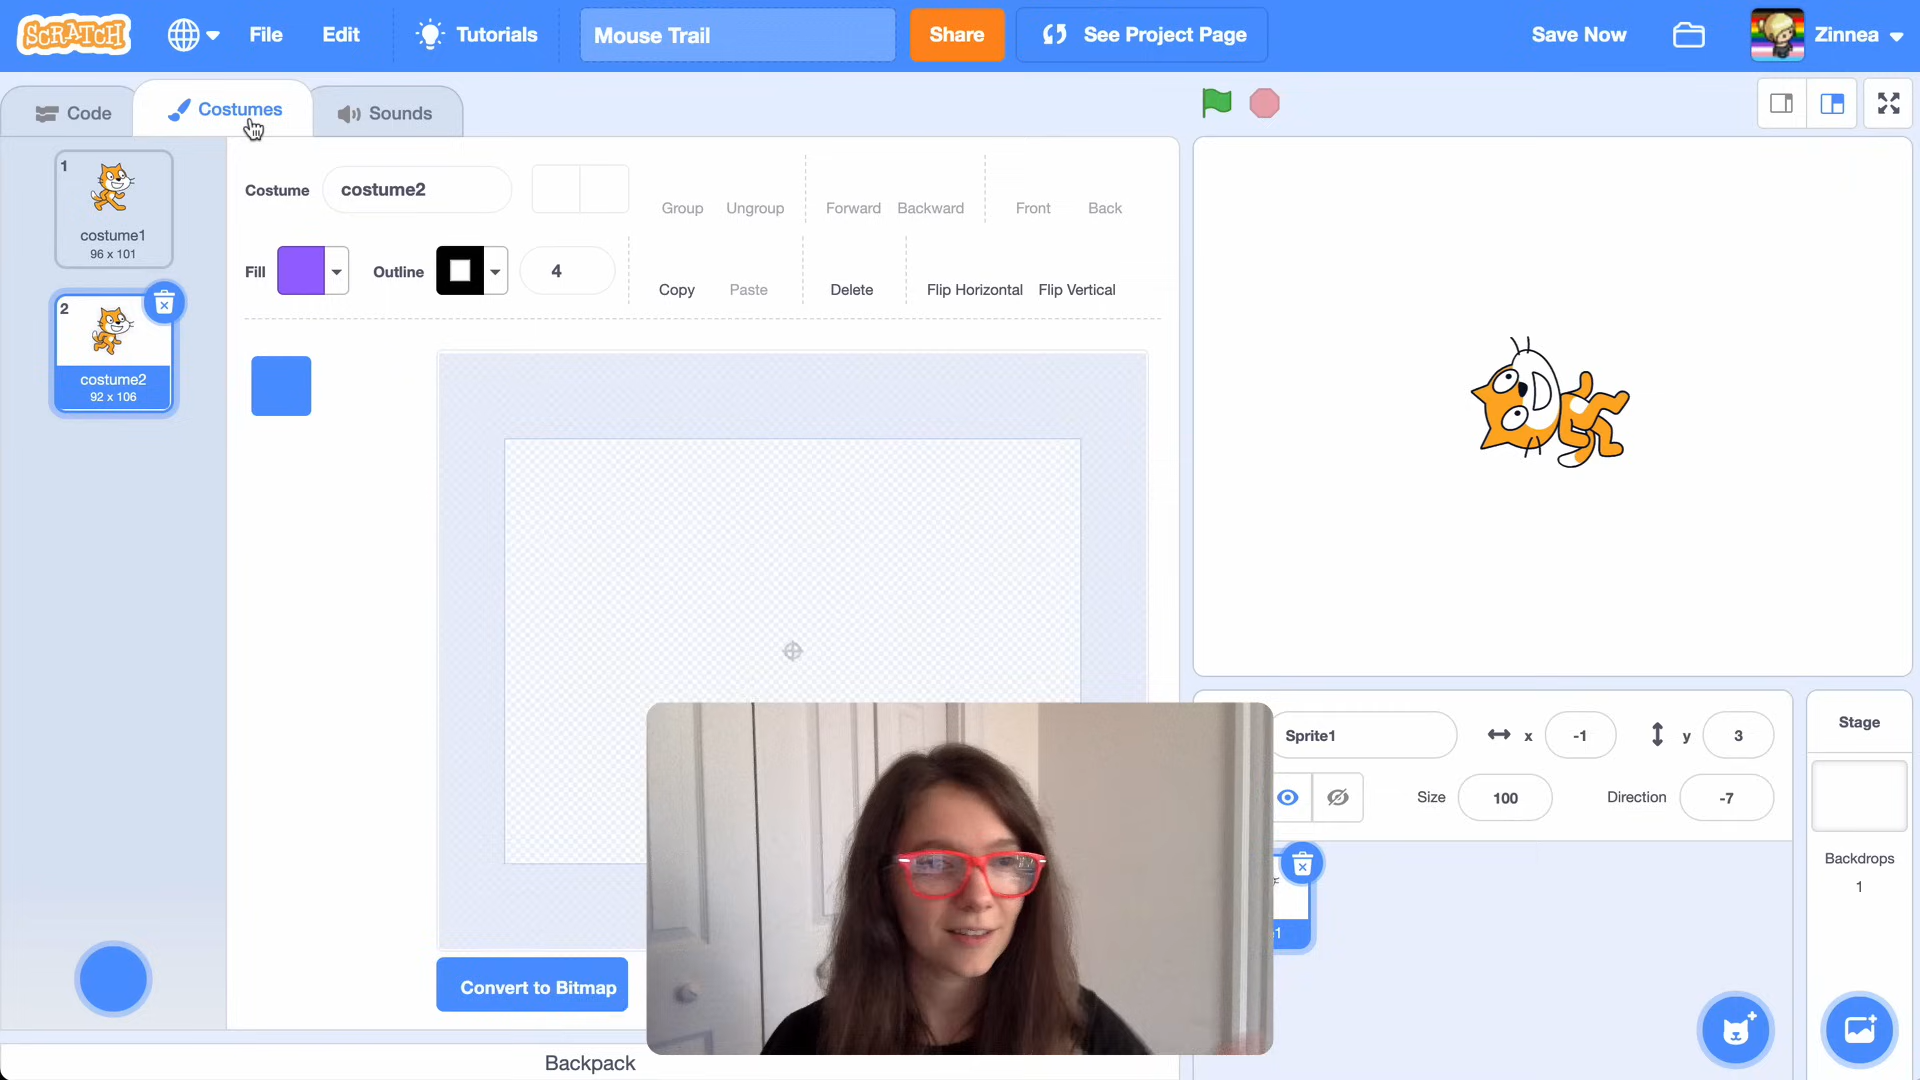 SCRATCH
File
Edit
Tutorials
Mouse Trail
Share
See Project Page
Save Now
Zinnea
Code
Costumes
Sounds
1
costume1
96 x 101
2
costume2
92 x 106
Costume
costume2
Group
Ungroup
Forward
Backward
Front
Back
Fill
Outline
4
Copy
Paste
Delete
Flip Horizontal
Flip Vertical
Convert to Bitmap
Backpack
Sprite1
x
-1
y
3
Size
100
Direction
-7
Stage
Backdrops
1